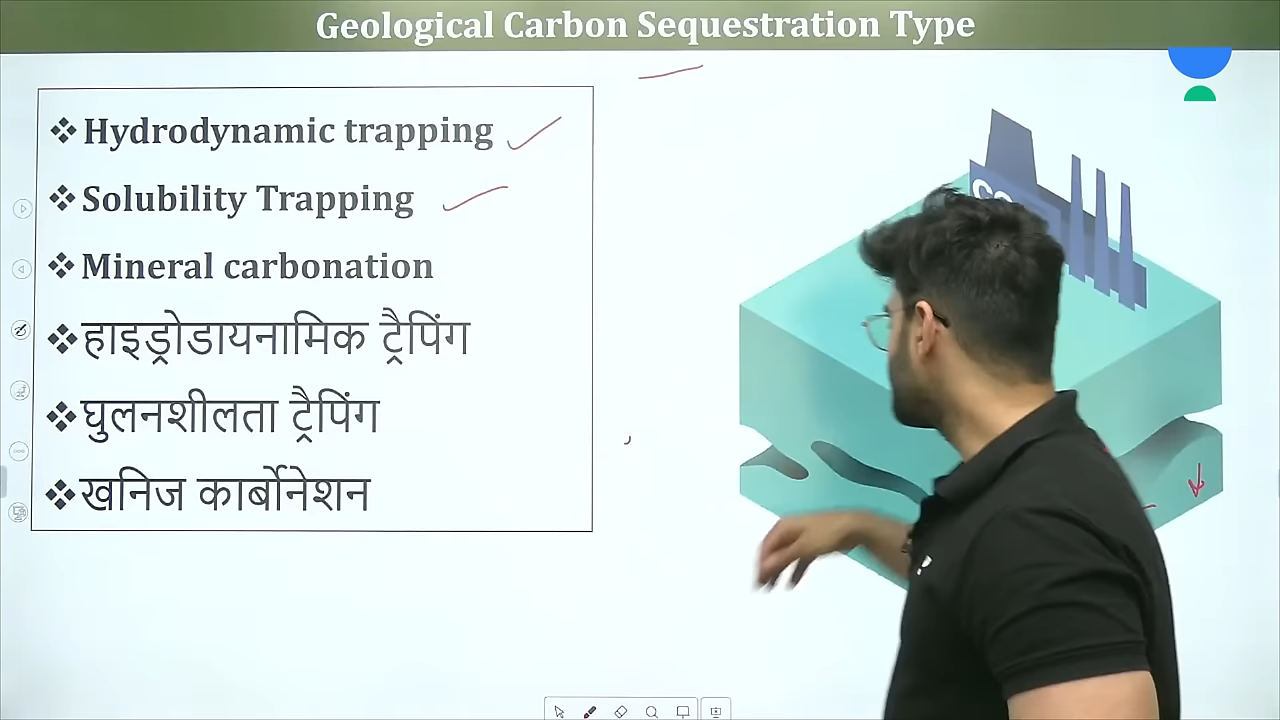 Geological Carbon Sequestration Type
Hydrodynamic trapping
Solubility Trapping
Mineral carbonation
हाइड्रोडायनामिक ट्रैपिंग
घुलनशीलता ट्रैपिंग
खनिज कार्बोनेशन